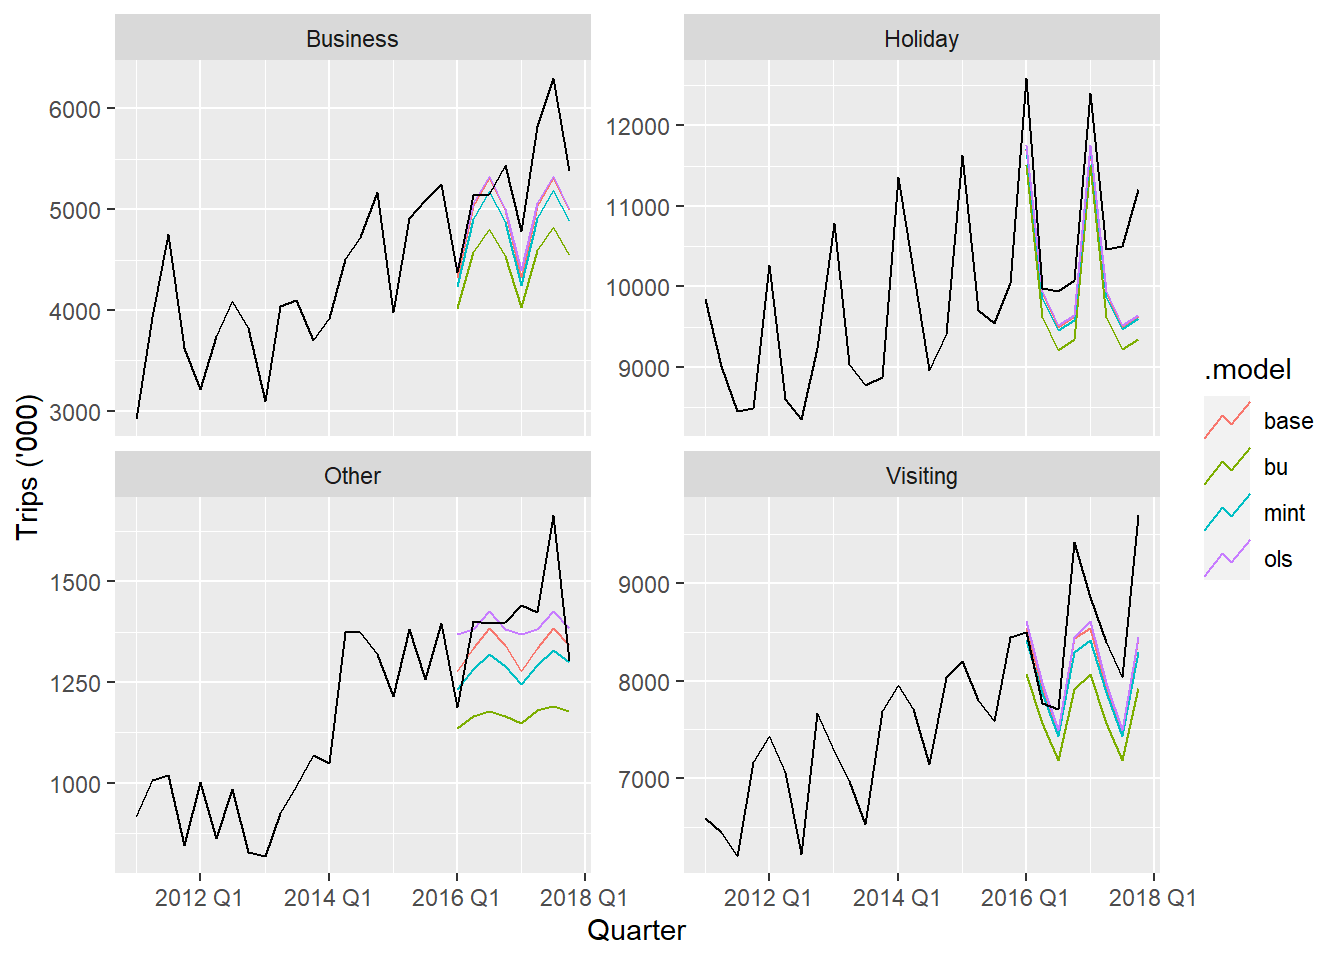 Business
Holiday
6000
5000
4000
3000
12000
11000
10000
9000
Other
Visiting
1500
1250
1000
9000
8000
7000
2012 Q1
2014 Q1
2016 Q1
2018 Q1
2012 Q1
2014 Q1
2016 Q1
2018 Q1
Quarter
Trips ('000)
.model
base
bu
mint
ols